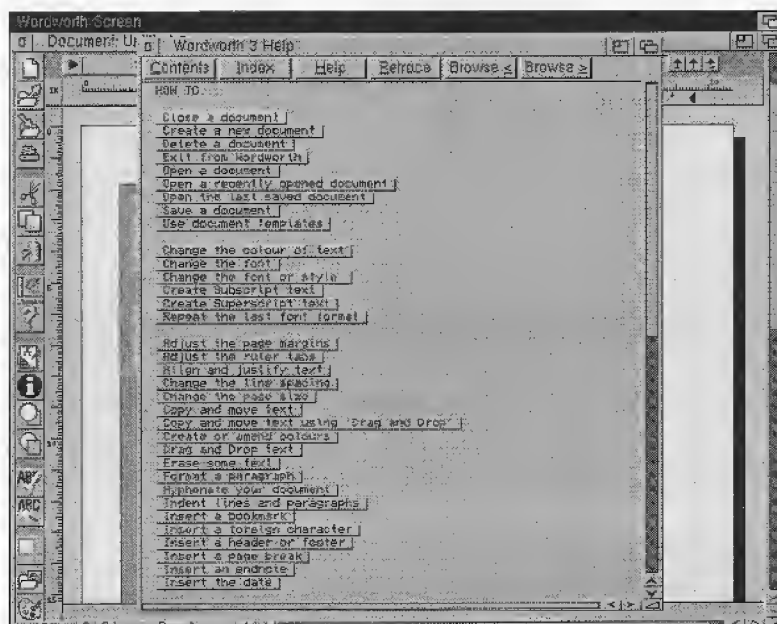 Wordworth Screen
Document: Wordworth 3 Help
Contents Index Help Retrace Browse < Browse >
HOW TO...
Close a document
Create a new document
Delete a document
Exit from Wordworth
Open a document
Open a recently opened document
Open the last saved document
Save a document
Use document templates
Change the colour of text
Change the font
Change the font or style
Create Subscript text
Create Superscript text
Repeat the last font format
Adjust the page margins
Adjust the ruler tabs
Align and justify text
Change the line spacing
Change the page size
Copy and move text
Copy and move text using 'Drag and Drop'
Create or amend colours
Drag and Drop text
Erase some text
Format a paragraph
Hyphenate your document
Indent lines and paragraphs
Insert a bookmark
Insert a foreign character
Insert a header or footer
Insert a page break
Insert an endnote
Insert the date
ABC